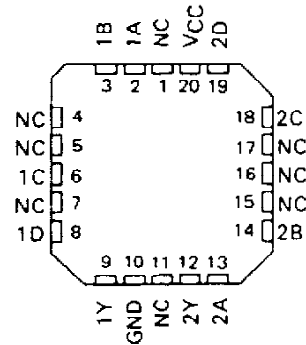 1B 1A NC VCC 2D
3 2 1 20 19
NC 4 18 2C
NC 5 17 NC
1C 6 16 NC
NC 7 15 NC
1D 8 14 2B
9 10 11 12 13
1Y GND NC 2Y 2A